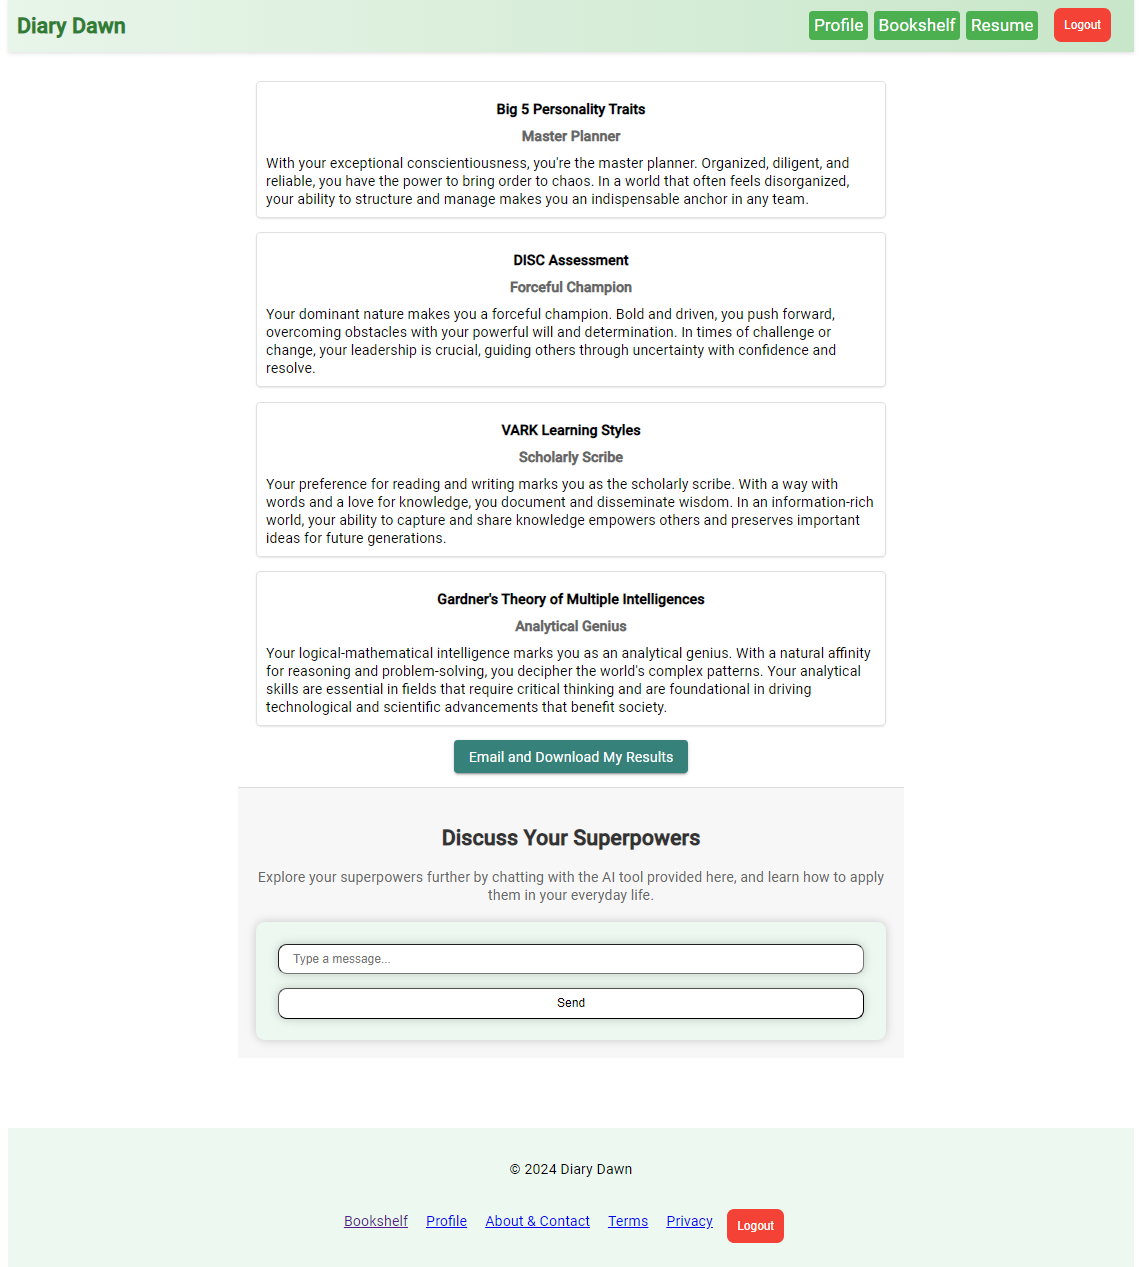 Diary Dawn
Profile Bookshelf Resume Logout
Big 5 Personality Traits
Master Planner
With your exceptional conscientiousness, you're the master planner. Organized, diligent, and
reliable, you have the power to bring order to chaos. In a world that often feels disorganized,
your ability to structure and manage makes you an indispensable anchor in any team.
DISC Assessment
Forceful Champion
Your dominant nature makes you a forceful champion. Bold and driven, you push forward,
overcoming obstacles with your powerful will and determination. In times of challenge or
change, your leadership is crucial, guiding others through uncertainty with confidence and
resolve.
VARK Learning Styles
Scholarly Scribe
Your preference for reading and writing marks you as the scholarly scribe. With a way with
words and a love for knowledge, you document and disseminate wisdom. In an information-rich
world, your ability to capture and share knowledge empowers others and preserves important
ideas for future generations.
Gardner's Theory of Multiple Intelligences
Analytical Genius
Your logical-mathematical intelligence marks you as an analytical genius. With a natural affinity
for reasoning and problem-solving, you decipher the world's complex patterns. Your analytical
skills are essential in fields that require critical thinking and are foundational in driving
technological and scientific advancements that benefit society.
Email and Download My Results
Discuss Your Superpowers
Explore your superpowers further by chatting with the AI tool provided here, and learn how to apply
them in your everyday life.
Type a message...
Send
© 2024 Diary Dawn
Bookshelf Profile About & Contact Terms Privacy Logout